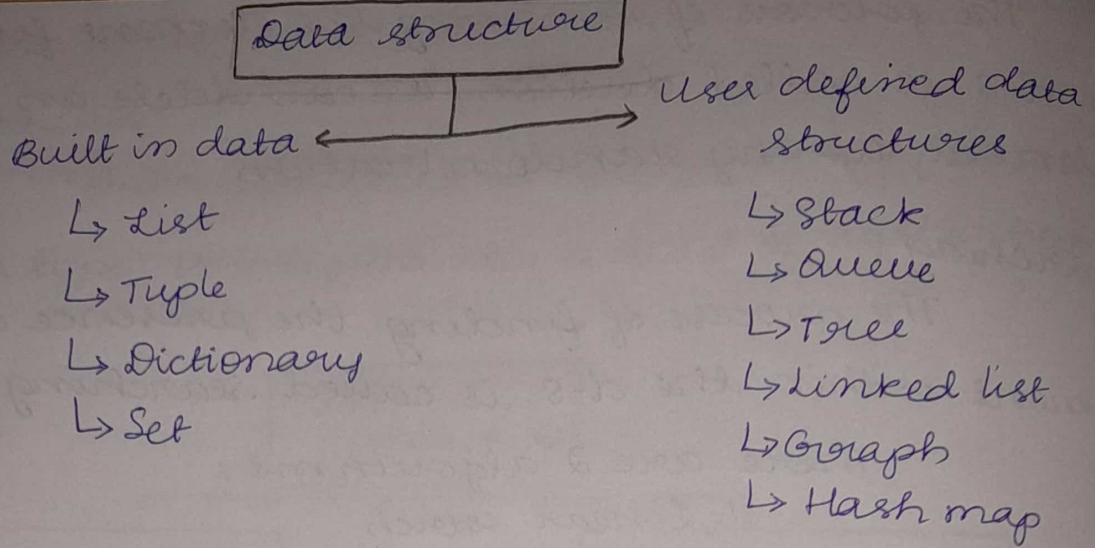 Data structure
Built in data
↳ List
↳ Tuple
↳ Dictionary
↳ Set
User defined data
structures
↳ Stack
↳ Queue
↳ Tree
↳ Linked list
↳ Graph
↳ Hash map